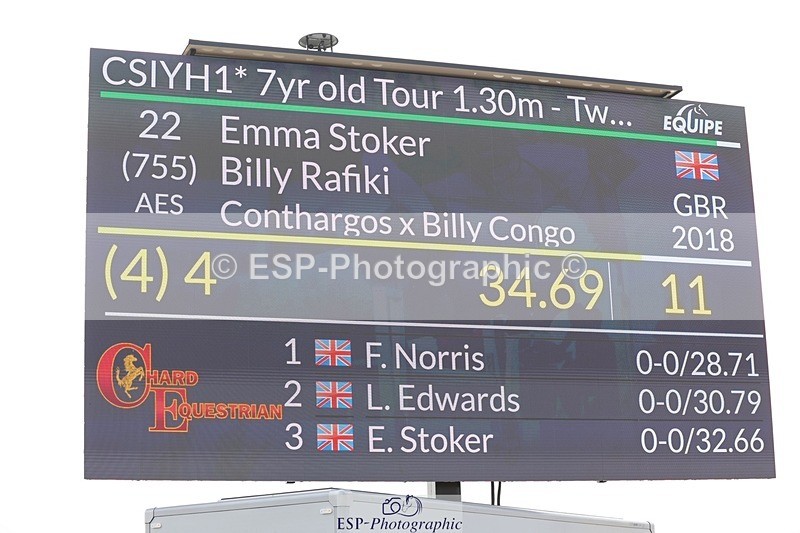 CSIYH1* 7yr old Tour 1.30m - Tw...
EQUIPE
22 Emma Stoker
(755) Billy Rafiki
AES Conthargos x Billy Congo
GBR
2018
(4) 4 34.69 11
© ESP-Photographic ©
CHARD
EQUESTRIAN
1 F. Norris 0-0/28.71
2 L. Edwards 0-0/30.79
3 E. Stoker 0-0/32.66
ESP-Photographic